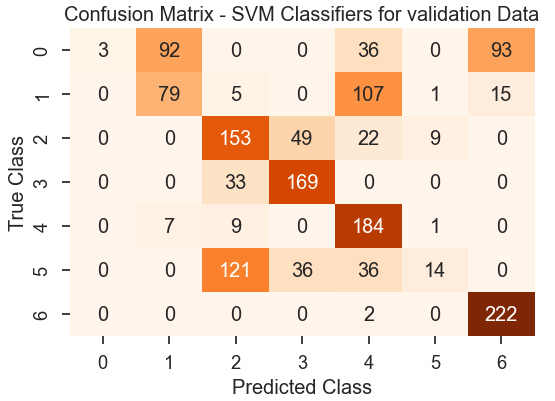 Confusion Matrix - SVM Classifiers for validation Data
True Class
0 3 92 0 0 36 0 93
1 0 79 5 0 107 1 15
2 0 0 153 49 22 9 0
3 0 0 33 169 0 0 0
4 0 7 9 0 184 1 0
5 0 0 121 36 36 14 0
6 0 0 0 0 2 0 222
0 1 2 3 4 5 6
Predicted Class